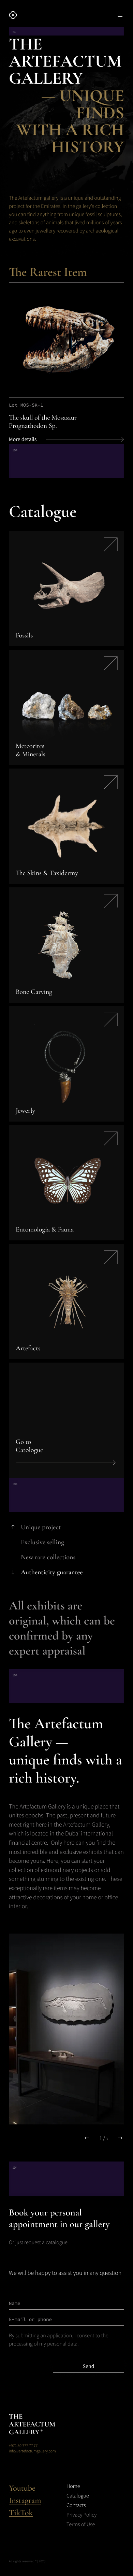 THE
ARTEFACTUM
GALLERY
— UNIQUE
FINDS
WITH A RICH
HISTORY
The Artefactum gallery is a unique and outstanding
project for the Emirates. In the gallery's collection
you can find anything from unique fossil sculptures,
and skeletons of animals that lived millions of years
ago to even jewellery recovered by archaeological
excavations.
The Rarest Item
Lot MOS-SK-1
The skull of the Mosasaur
Prognathodon Sp.
More details
Catalogue
Fossils
Meteorites
& Minerals
The Skins & Taxidermy
Bone Carving
Jewerly
Entomologis & Fauna
Artefacts
Go to
Catologue
Unique project
Exclusive selling
New rare collections
Authenticity guarantee
All exhibits are
original, which can be
confirmed by any
expert appraisal
The Artefactum
Gallery —
unique finds with a
rich history.
The Artefactum Gallery is a unique place that
unites epochs. The past, present and future
meet right here in the Artefactum Gallery,
which is located in the Dubai international
financial centre. Only here can you find the
most incredible and exclusive exhibits that can
become yours. Here you can start your
collection of extraordinary objects or add
something stunning to the existing one. These
exceptionally rare items may become
attractive decorations of your home or office
interior.
Book your personal
appointment in our gallery
Or just request a catalogue
We will be happy to assist you in any question
Name
E-mail or phone
By submitting an application, I consent to the
processing of my personal data
Send
THE
ARTEFACTUM
GALLERY
Youtube
Instagram
TikTok
Home
Catalogue
Contacts
Privacy Policy
Terms of Use